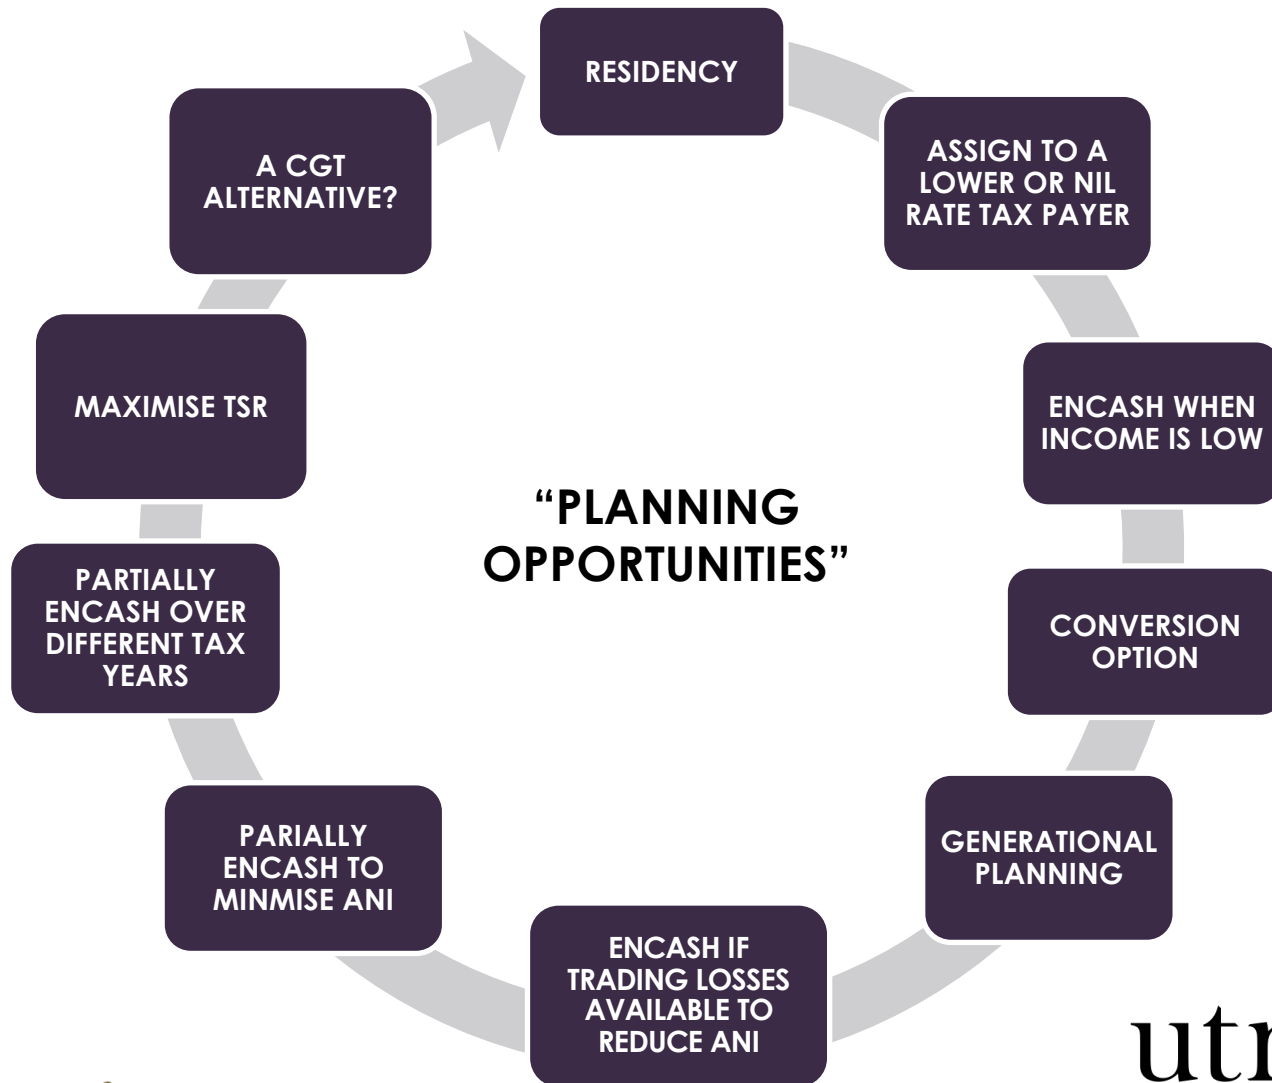 RESIDENCY
ASSIGN TO A
LOWER OR NIL
RATE TAX PAYER
ENCASH WHEN
INCOME IS LOW
CONVERSION
OPTION
GENERATIONAL
PLANNING
ENCASH IF
TRADING LOSSES
AVAILABLE TO
REDUCE ANI
PARIALLY
ENCASH TO
MINMISE ANI
PARTIALLY
ENCASH OVER
DIFFERENT TAX
YEARS
MAXIMISE TSR
A CGT
ALTERNATIVE?
“PLANNING
OPPORTUNITIES”